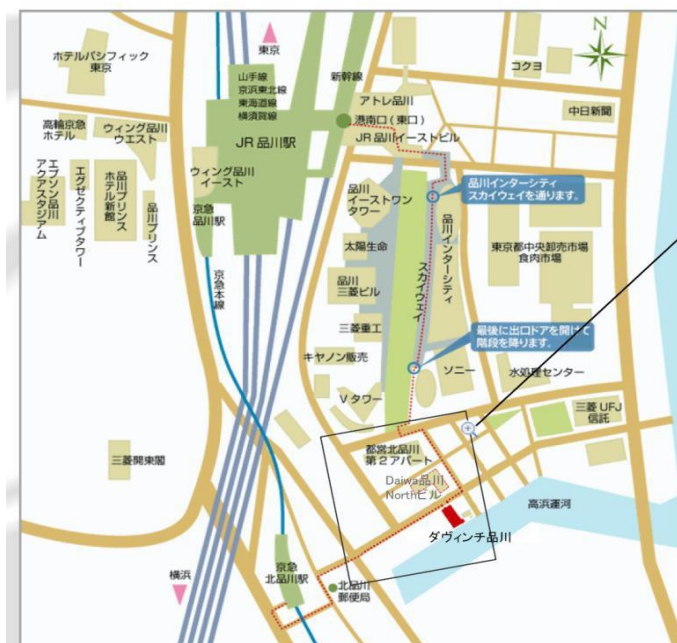 N
東京
ホテルパシフィック
東京
山手線
京浜東北線
東海道線
横須賀線
新幹線
コクヨ
アトレ品川
港南口(東口)
中日新聞
高輪京急
ホテル
ウィング品川
ウエスト
JR 品川駅
JR 品川イーストビル
エプソン品川
アクアスタジアム
エグゼクティブタワー
品川プリンス
ホテル新館
品川プリンス
ウィング品川
イースト
京急
品川駅
品川
イーストワン
タワー
品川インターシティ
スカイウェイを通ります。
太陽生命
品川インターシティ
東京都中央卸売市場
食肉市場
京急本線
品川
三菱ビル
スカイウェイ
三菱重工
最後に出口ドアを開けて
階段を降ります。
キヤノン販売
ソニー
水処理センター
Vタワー
三菱 UFJ
信託
三菱開東閣
都営北品川
第2アパート
Daiwa品川
Northビル
高浜運河
ダヴィンチ品川
横浜
京急
北品川駅
北品川
郵便局